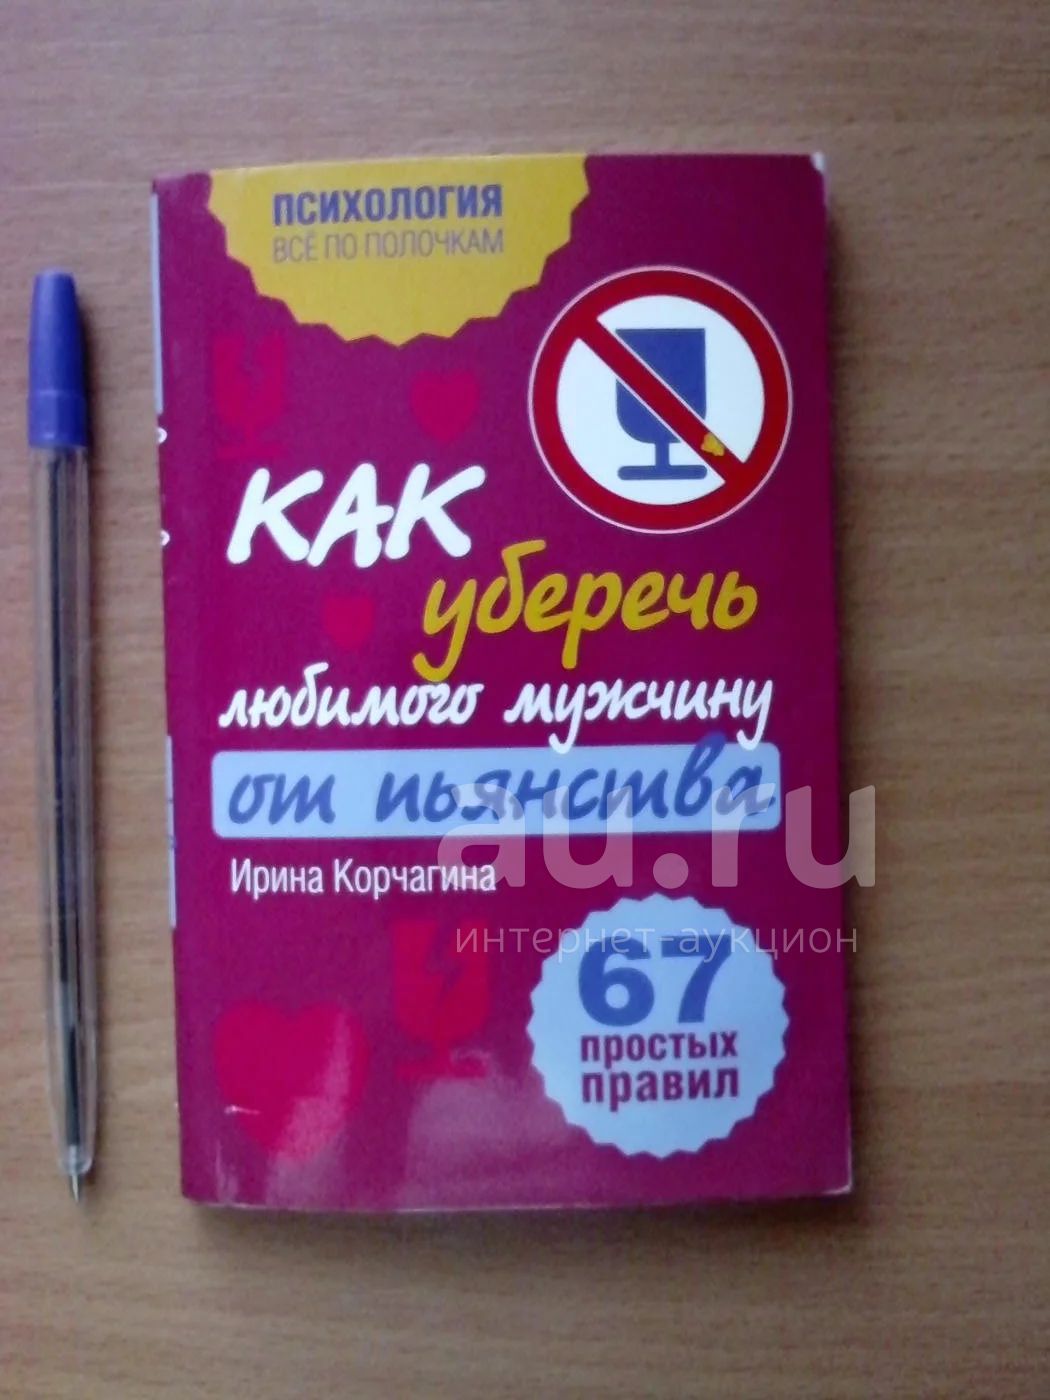 ПСИХОЛОГИЯ
ВСЁ ПО ПОЛОЧКАМ
КАК
уберечь
любимого мужчину
от пьянства
au.ru
Ирина Корчагина
интернет-аукцион
67
простых
правил